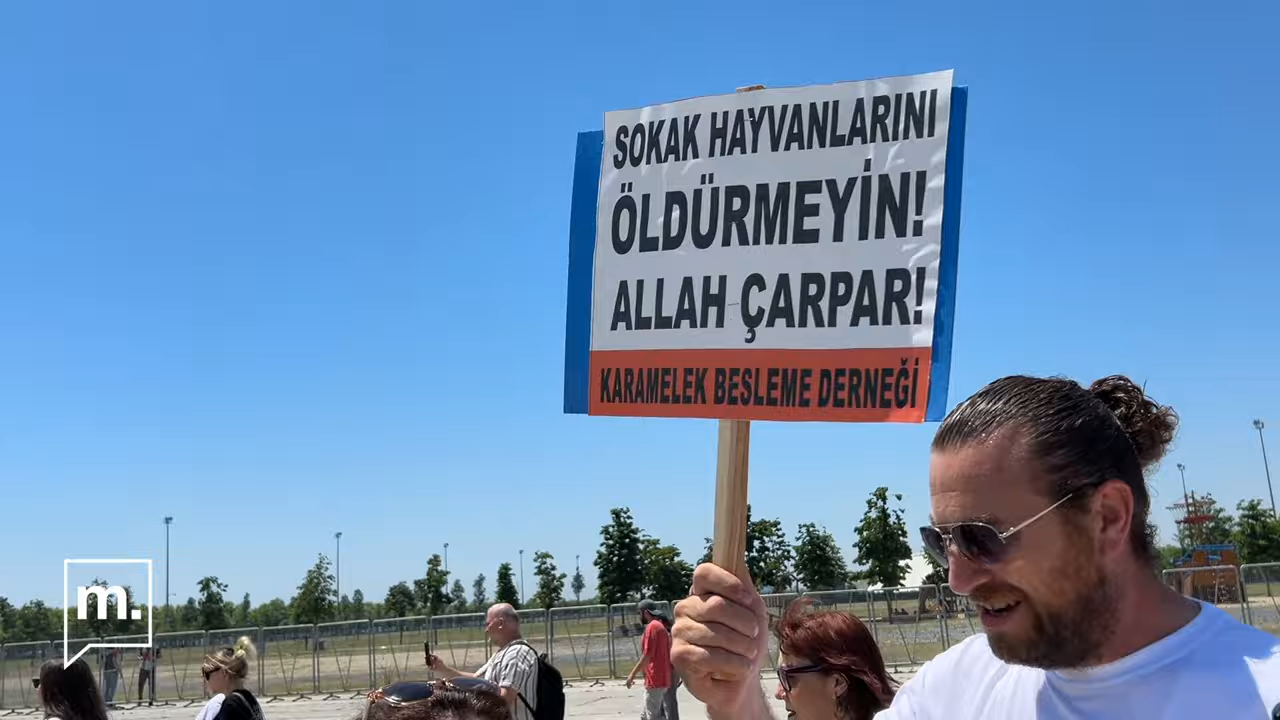 SOKAK HAYVANLARINI
ÖLDÜRMEYİN!
ALLAH ÇARPAR!
KARAMELEK BESLEME DERNEĞİ
m.